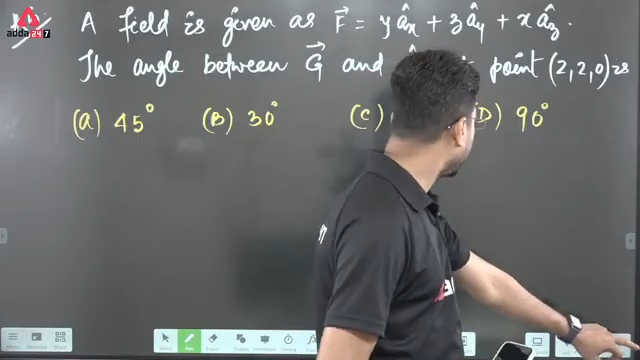 adda 24 7
A field is given as F⃗ = y âx + z ây + x âz.
The angle between G⃗ and point (2, 2, 0) is
(A) 45° (B) 30° (C) (D) 90°
Pen